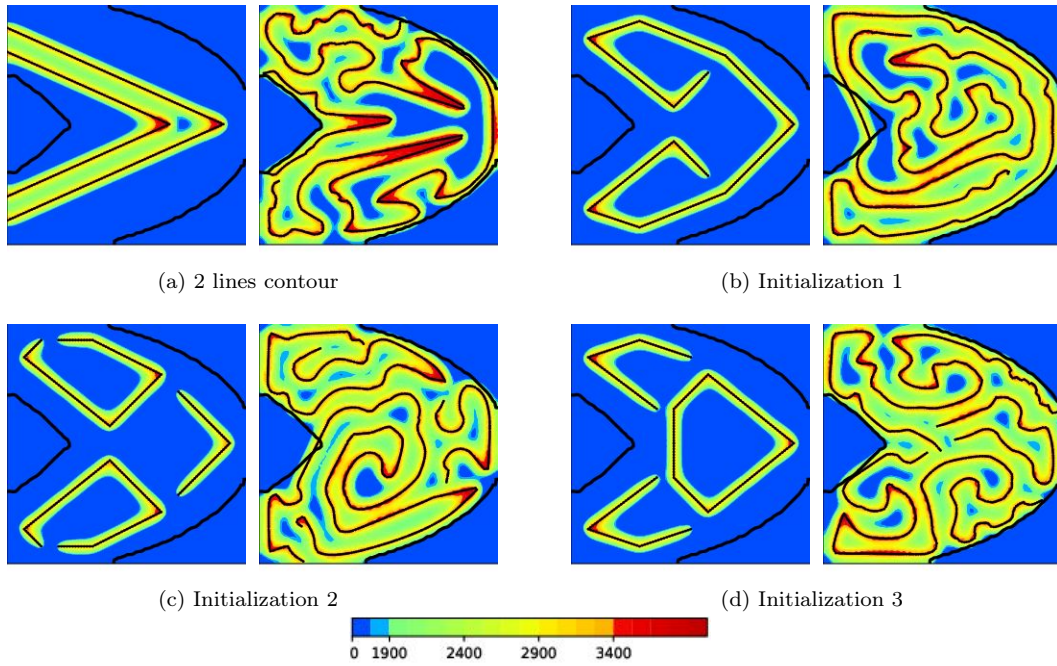 (a) 2 lines contour
(b) Initialization 1
(c) Initialization 2
(d) Initialization 3
0 1900 2400 2900 3400